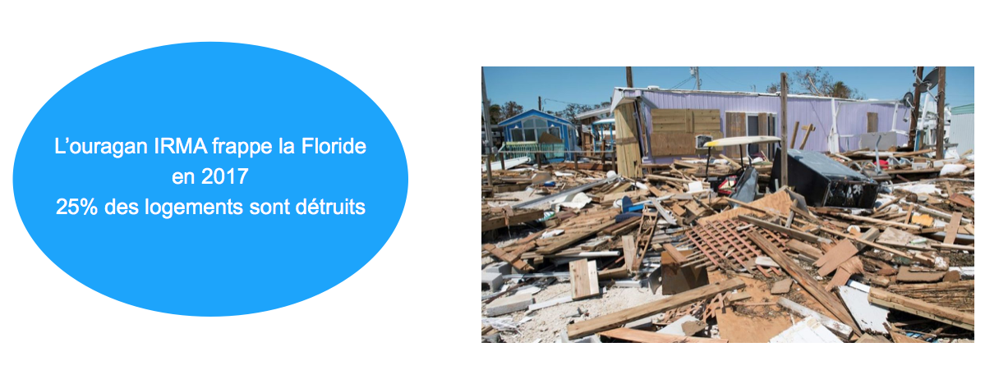 L’ouragan IRMA frappe la Floride
en 2017
25% des logements sont détruits